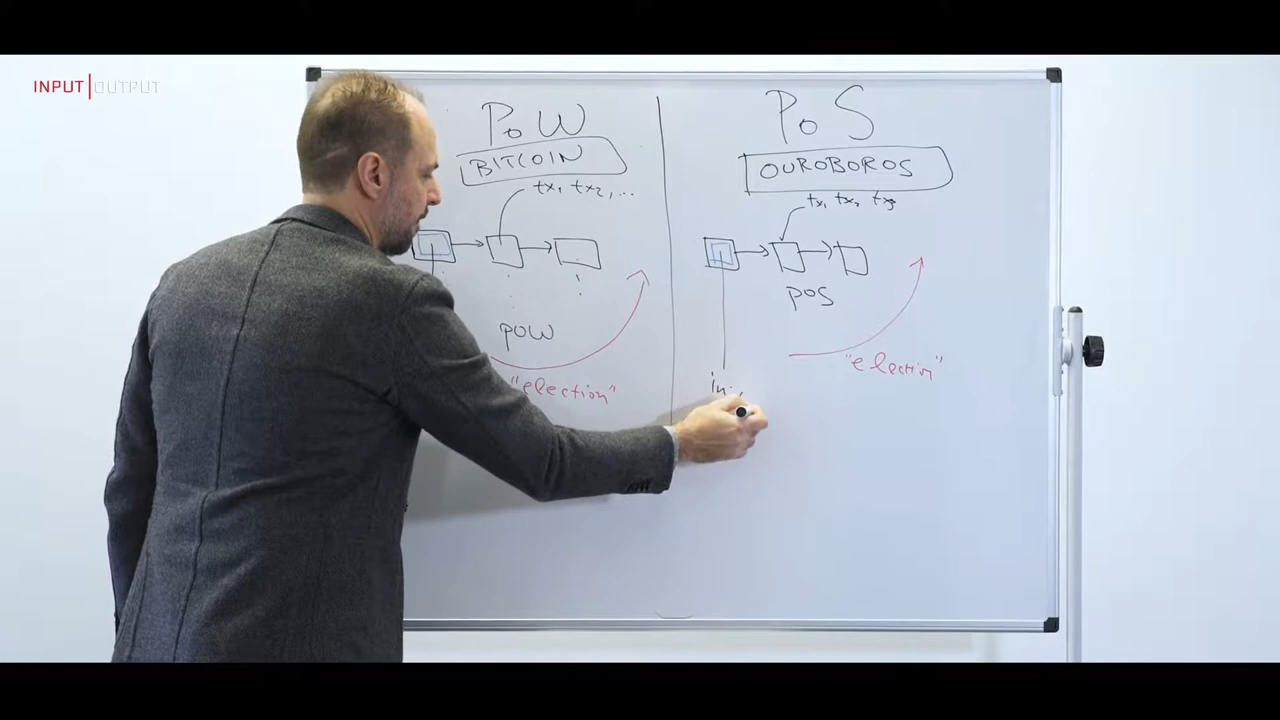 INPUT|OUTPUT
PoW
BITCOIN
tx1 tx2,...
POW
"election"
PoS
OUROBOROS
tx1 tx2 tx3
POS
"election"